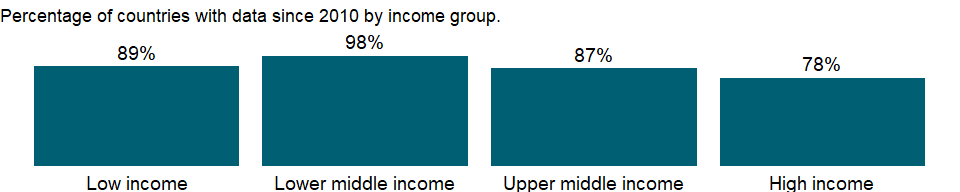 Percentage of countries with data since 2010 by income group.
89%
98%
87%
78%
Low income
Lower middle income
Upper middle income
High income